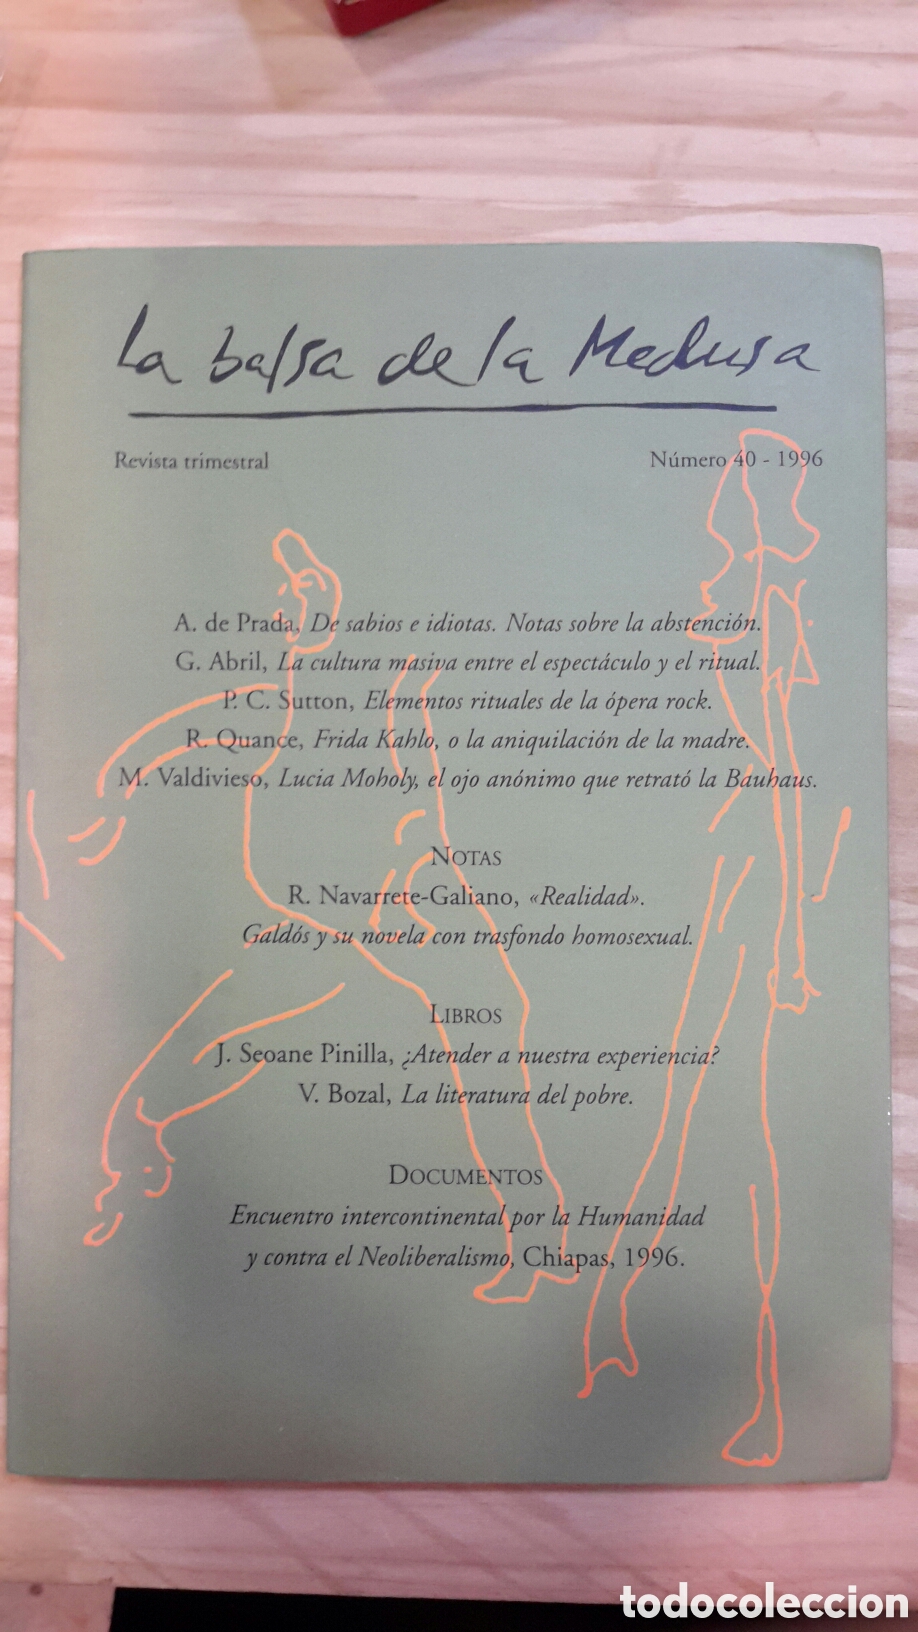 La balsa de la Medusa
Revista trimestral
Número 40 - 1996
A. de Prada, De sabios e idiotas. Notas sobre la abstención.
G. Abril, La cultura masiva entre el espectáculo y el ritual.
P. C. Sutton, Elementos rituales de la ópera rock.
R. Quance, Frida Kahlo, o la aniquilación de la madre.
M. Valdivieso, Lucia Moholy, el ojo anónimo que retrató la Bauhaus.
NOTAS
R. Navarrete-Galiano, «Realidad».
Galdós y su novela con trasfondo homosexual.
LIBROS
J. Seoane Pinilla, ¿Atender a nuestra experiencia?
V. Bozal, La literatura del pobre.
DOCUMENTOS
Encuentro intercontinental por la Humanidad
y contra el Neoliberalismo, Chiapas, 1996.
todocoleccion